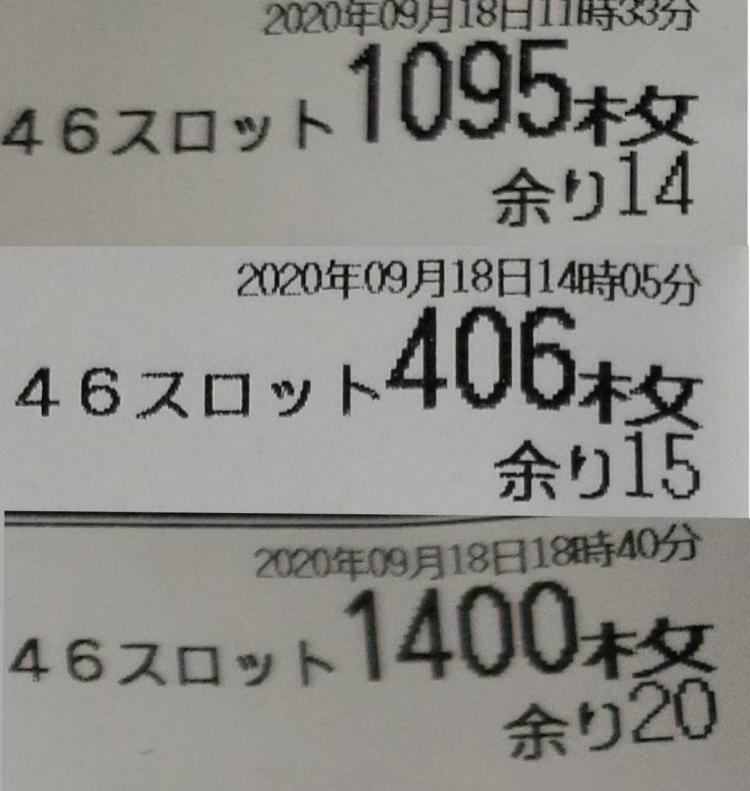 2020年09月18日11時33分
４６スロット1095枚
余り14
2020年09月18日14時05分
４６スロット406枚
余り15
2020年09月18日18時40分
４６スロット1400枚
余り20